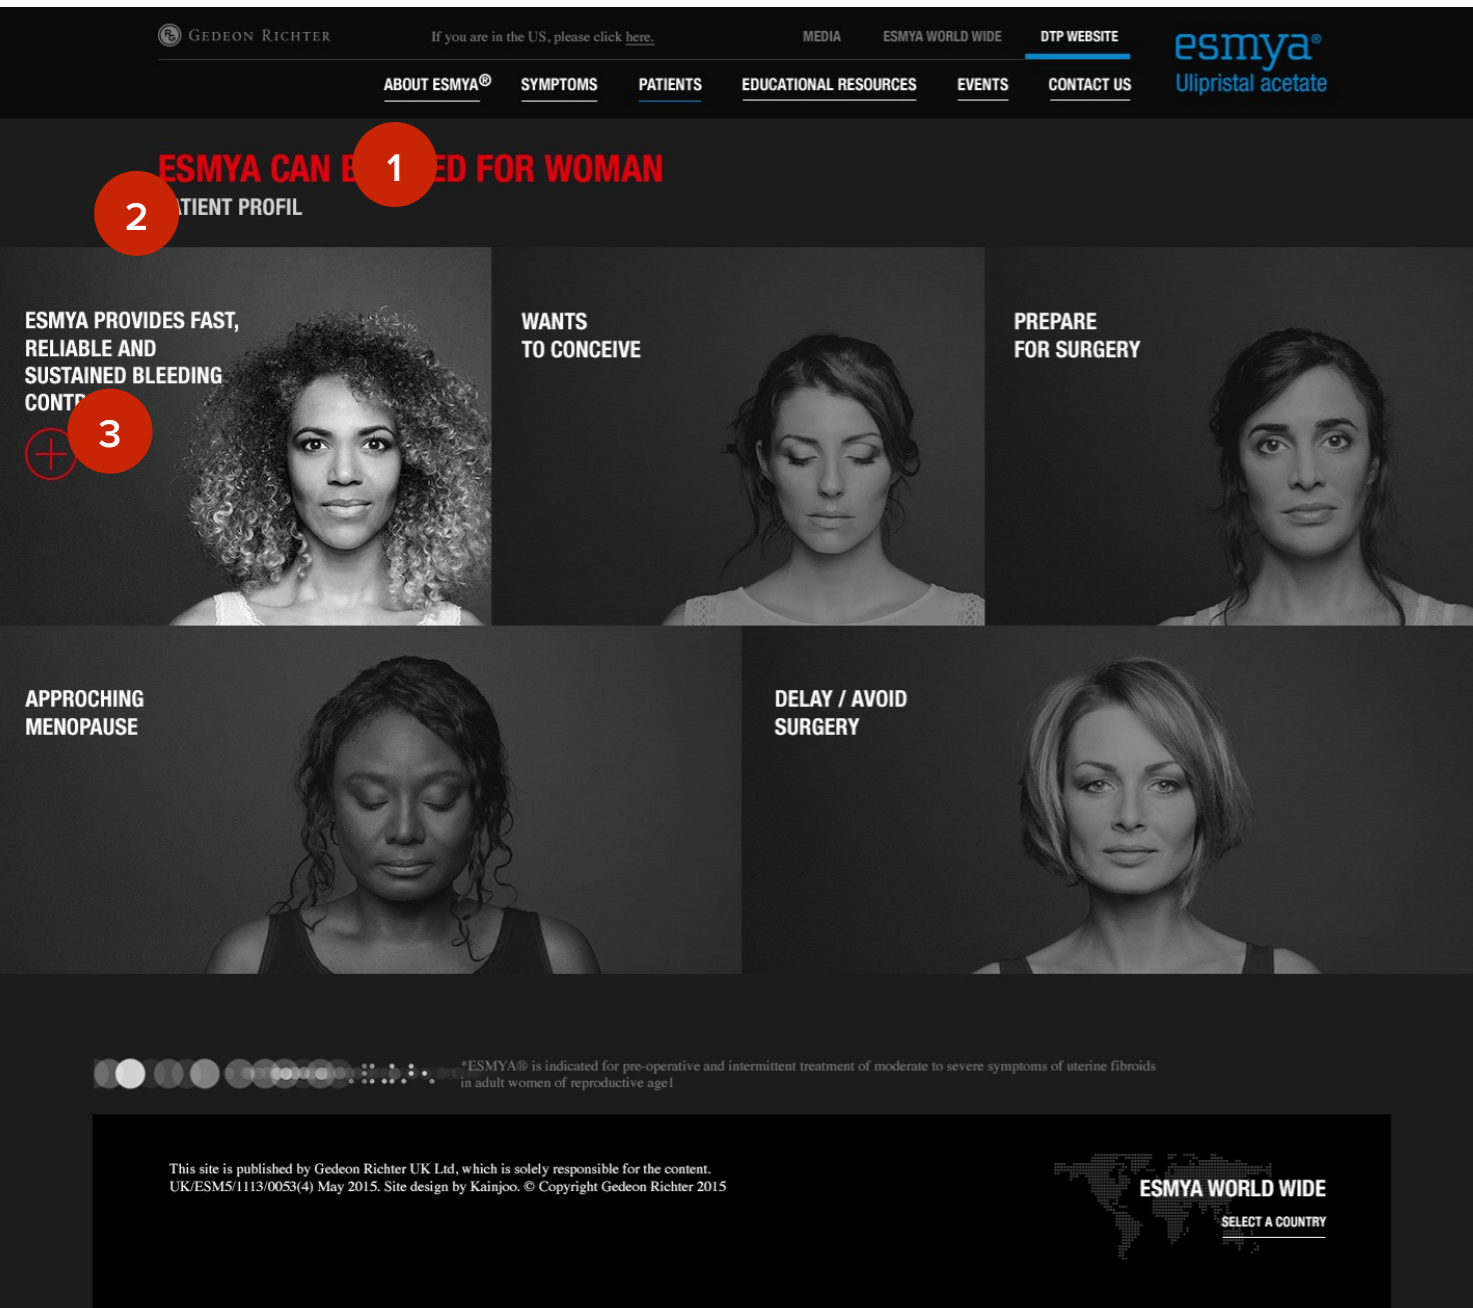 GEDEON RICHTER
If you are in the US, please click here.
MEDIA
ESMYA WORLD WIDE
DTP WEBSITE
esmya®
Ulipristal acetate
ABOUT ESMYA®
SYMPTOMS
PATIENTS
EDUCATIONAL RESOURCES
EVENTS
CONTACT US
ESMYA CAN FOR WOMAN
1
2
PROFIL
ESMYA PROVIDES FAST,
RELIABLE AND
SUSTAINED BLEEDING
3
WANTS
TO CONCEIVE
PREPARE
FOR SURGERY
APPROCHING
MENOPAUSE
DELAY / AVOID
SURGERY
*ESMYA® is indicated for pre-operative and intermittent treatment of moderate to severe symptoms of uterine fibroids
in adult women of reproductive age1
This site is published by Gedeon Richter UK Ltd, which is solely responsible for the content.
UK/ESM5/1113/0053(4) May 2015. Site design by Kainjoo. © Copyright Gedeon Richter 2015
ESMYA WORLD WIDE
SELECT A COUNTRY